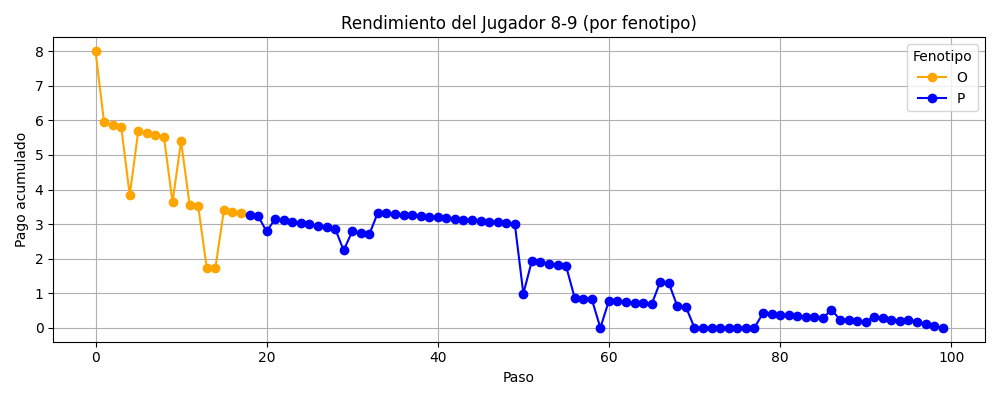 Rendimiento del Jugador 8-9 (por fenotipo)
Pago acumulado
8
7
6
5
4
3
2
1
0
Fenotipo
O
P
0 20 40 60 80 100
Paso